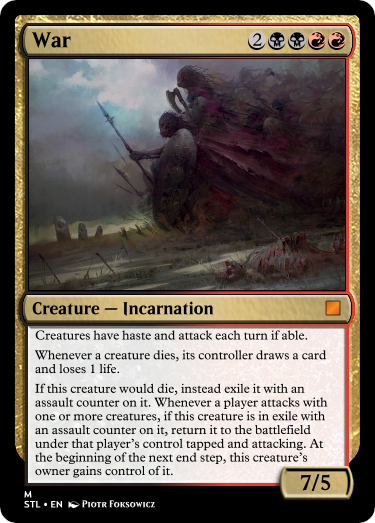 War 2
Creature — Incarnation
Creatures have haste and attack each turn if able.
Whenever a creature dies, its controller draws a card
and loses 1 life.
If this creature would die, instead exile it with an
assault counter on it. Whenever a player attacks with
one or more creatures, if this creature is in exile with
an assault counter on it, return it to the battlefield
under that player's control tapped and attacking. At
the beginning of the next end step, this creature's
owner gains control of it.
7/5
M
STL • EN Piotr Foksowicz